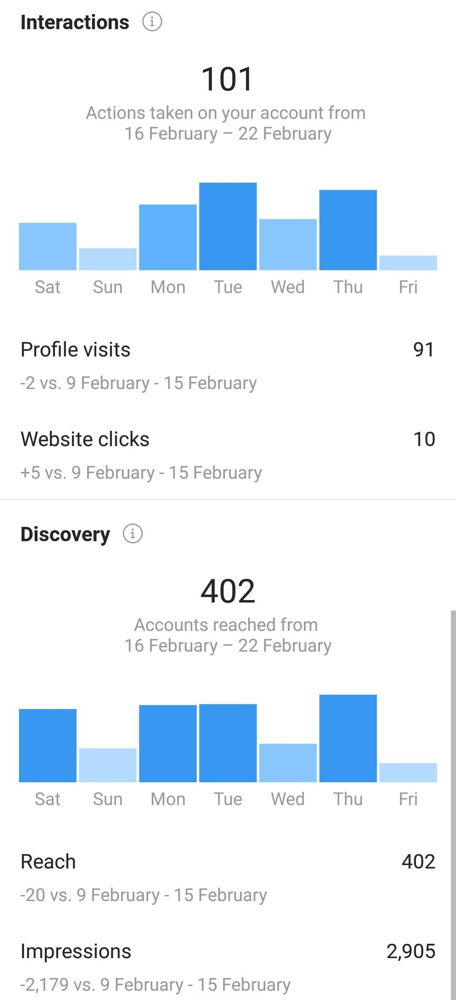 Interactions
101
Actions taken on your account from
16 February – 22 February
Sat Sun Mon Tue Wed Thu Fri
Profile visits 91
-2 vs. 9 February - 15 February
Website clicks 10
+5 vs. 9 February - 15 February
Discovery
402
Accounts reached from
16 February – 22 February
Sat Sun Mon Tue Wed Thu Fri
Reach 402
-20 vs. 9 February - 15 February
Impressions 2,905
-2,179 vs. 9 February - 15 February